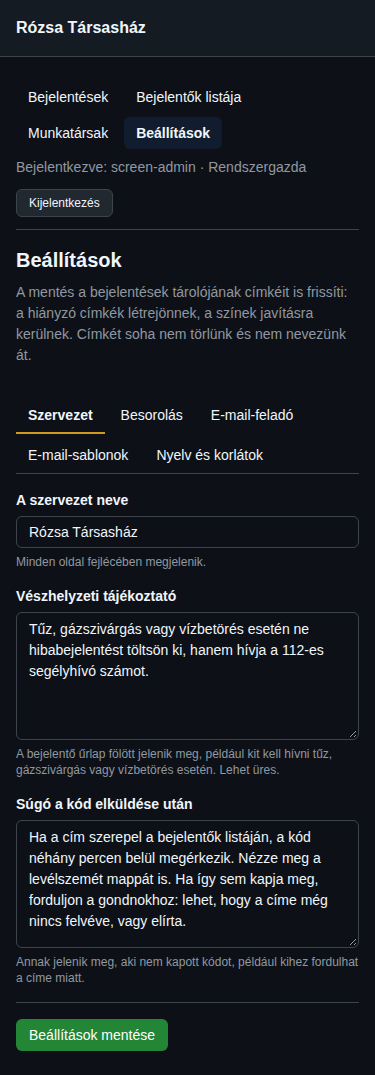 Rózsa Társasház
Bejelentések Bejelentők listája
Munkatársak Beállítások
Bejelentkezve: screen-admin · Rendszergazda
Kijelentkezés
Beállítások
A mentés a bejelentések tárolójának címkéit is frissíti:
a hiányzó címkék létrejönnek, a színek javításra
kerülnek. Címkét soha nem törlünk és nem nevezünk
át.
Szervezet Besorolás E-mail-feladó
E-mail-sablonok Nyelv és korlátok
A szervezet neve
Rózsa Társasház
Minden oldal fejlécében megjelenik.
Vészhelyzeti tájékoztató
Tűz, gázszivárgás vagy vízbetörés esetén ne
hibabejelentést töltsön ki, hanem hívja a 112-es
segélyhívó számot.
A bejelentő űrlap fölött jelenik meg, például kit kell hívni tűz,
gázszivárgás vagy vízbetörés esetén. Lehet üres.
Súgó a kód elküldése után
Ha a cím szerepel a bejelentők listáján, a kód
néhány percen belül megérkezik. Nézze meg a
levélszemét mappát is. Ha így sem kapja meg,
forduljon a gondnokhoz: lehet, hogy a címe még
nincs felvéve, vagy elírta.
Annak jelenik meg, aki nem kapott kódot, például kihez fordulhat
a címe miatt.
Beállítások mentése